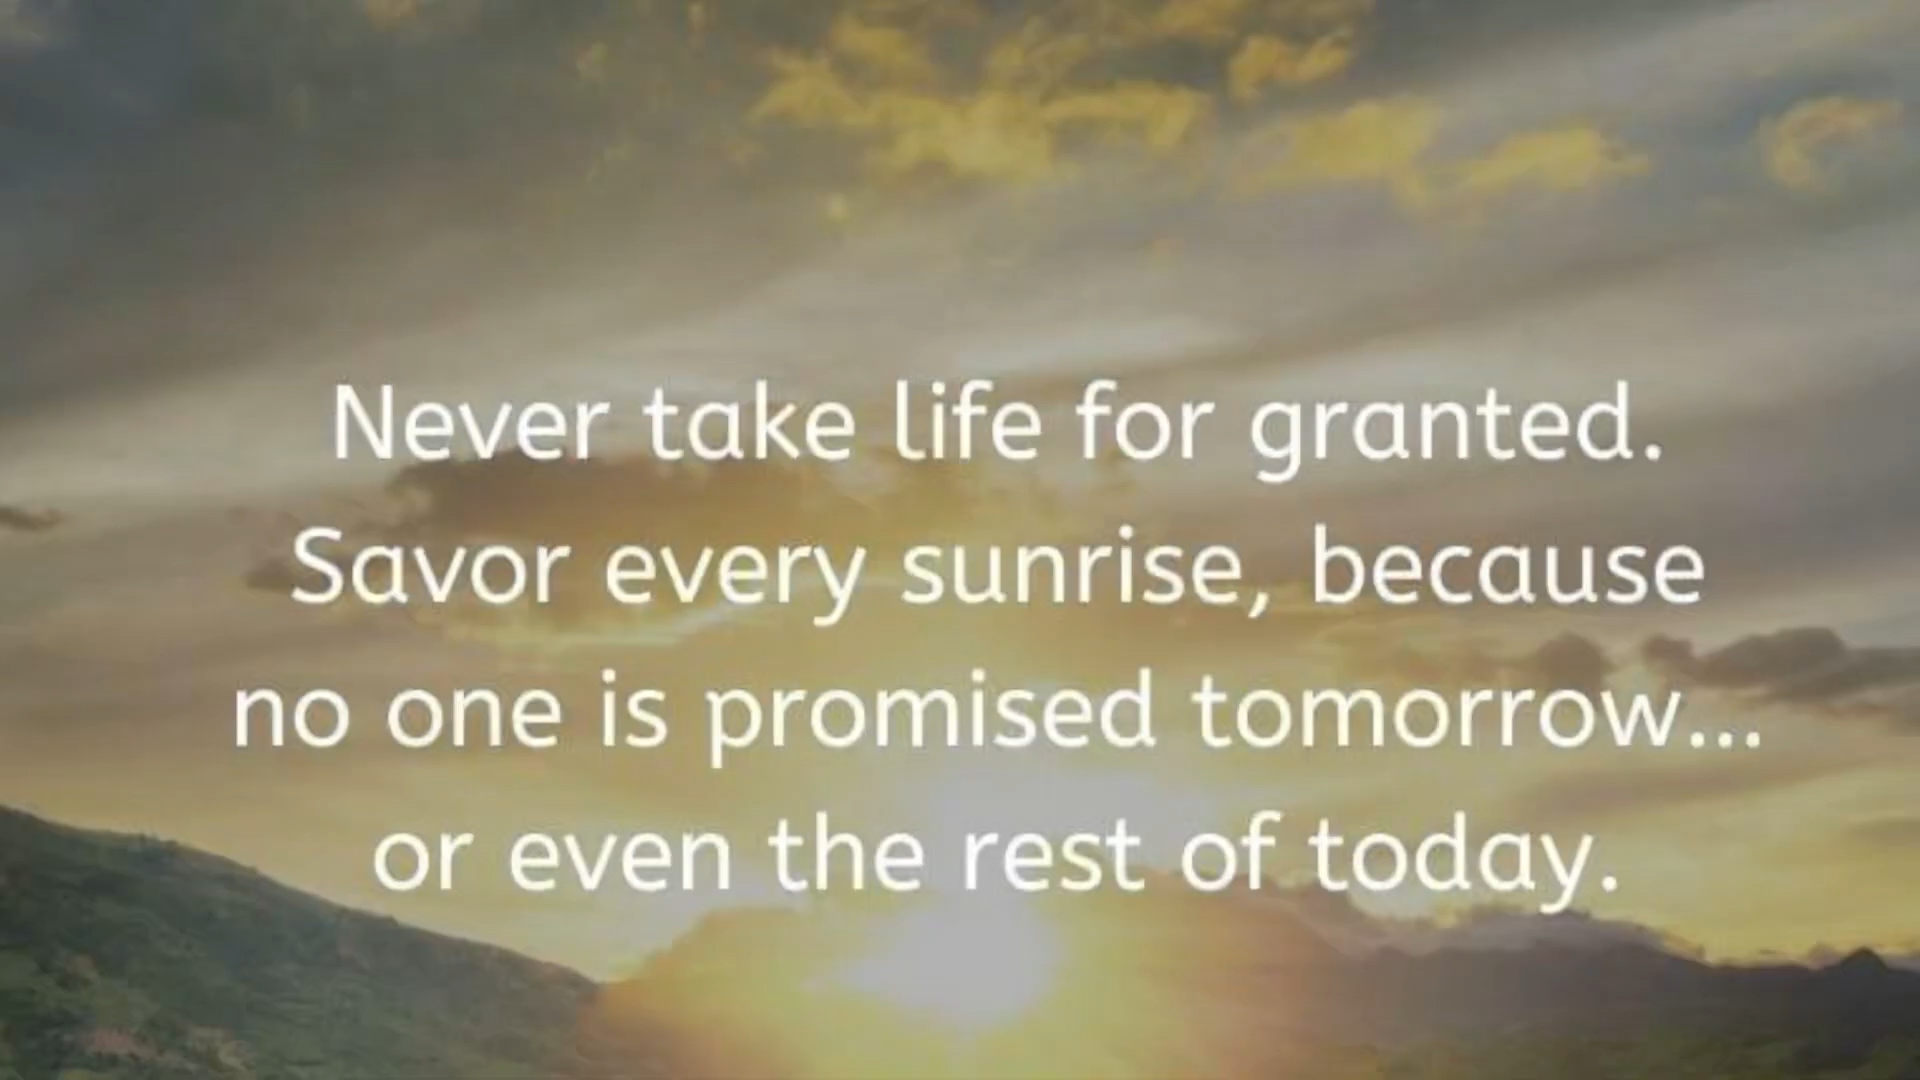 Never take life for granted.
Savor every sunrise, because
no one is promised tomorrow...
or even the rest of today.